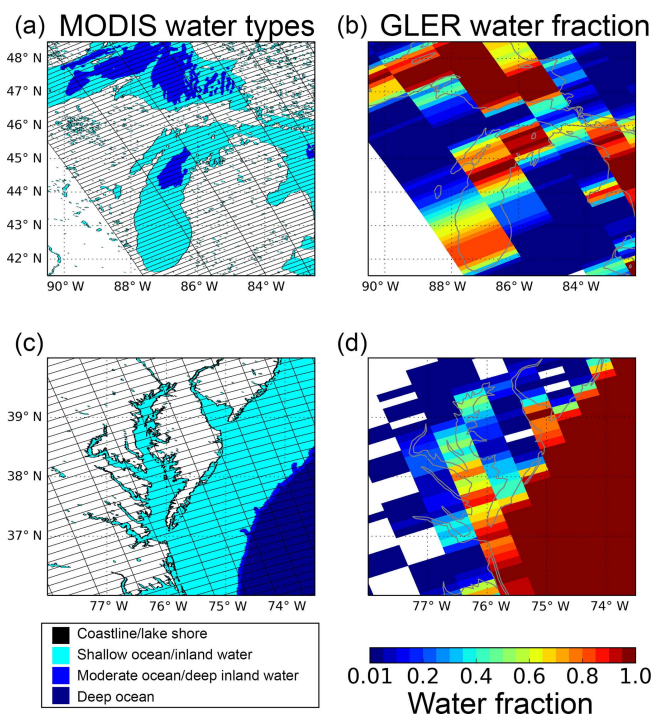 (a) MODIS water types
(b) GLER water fraction
48° N
47° N
46° N
45° N
44° N
43° N
42° N
90° W 88° W 86° W 84° W
90° W 88° W 86° W 84° W
(c)
(d)
39° N
38° N
37° N
77° W 76° W 75° W 74° W
77° W 76° W 75° W 74° W
Coastline/lake shore
Shallow ocean/inland water
Moderate ocean/deep inland water
Deep ocean
0.01 0.2 0.4 0.6 0.8 1.0
Water fraction